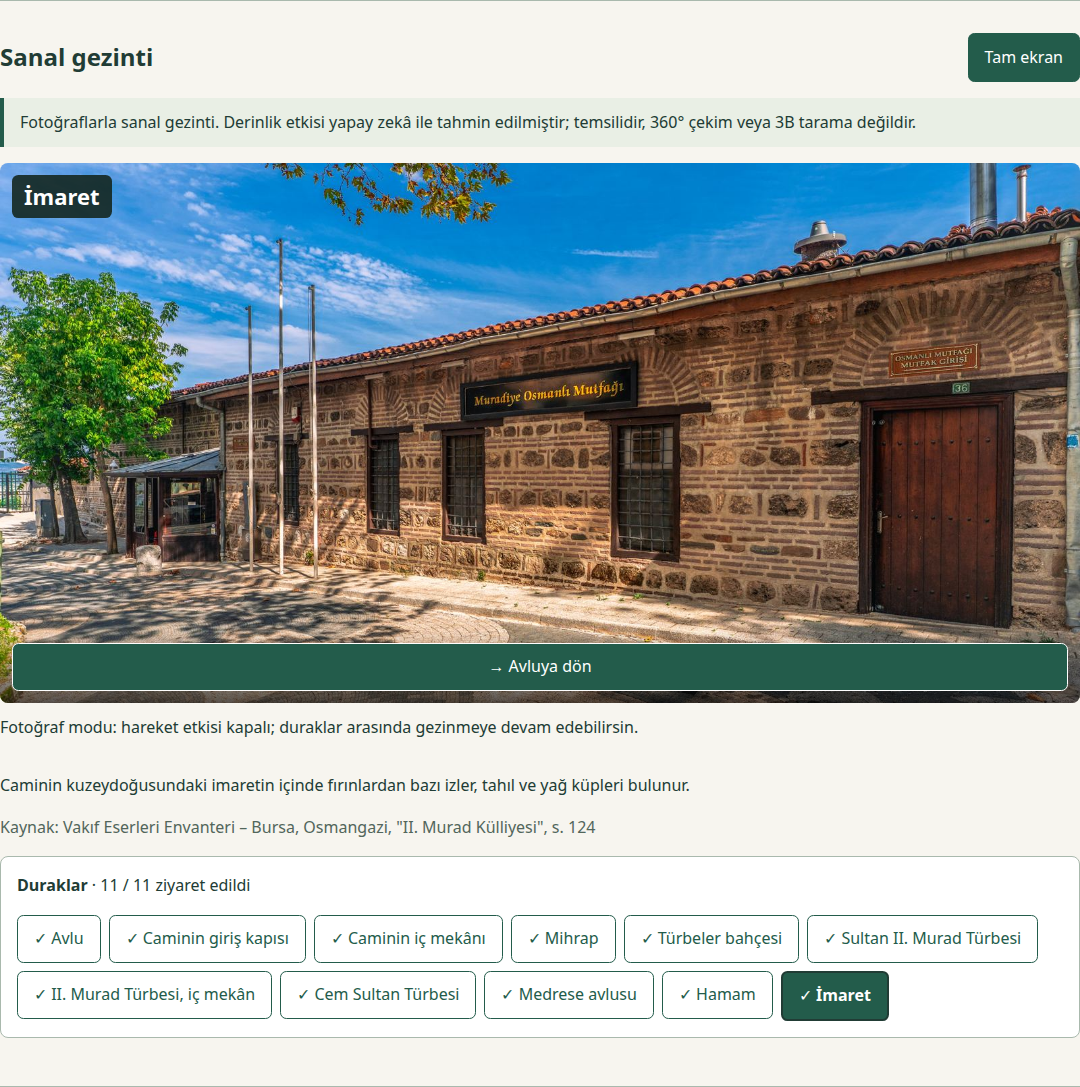 Sanal gezinti
Tam ekran
Fotoğraflarla sanal gezinti. Derinlik etkisi yapay zekâ ile tahmin edilmiştir; temsilidir, 360° çekim veya 3B tarama değildir.
İmaret
OSMANLI MUTFAĞI
MUTFAK GİRİŞİ
36
Muradiye Osmanlı Mutfağı
→ Avluya dön
Fotoğraf modu: hareket etkisi kapalı; duraklar arasında gezinmeye devam edebilirsin.
Caminin kuzeydoğusundaki imaretin içinde fırınlardan bazı izler, tahıl ve yağ küpleri bulunur.
Kaynak: Vakıf Eserleri Envanteri – Bursa, Osmangazi, "II. Murad Külliyesi", s. 124
Duraklar · 11 / 11 ziyaret edildi
✓ Avlu
✓ Caminin giriş kapısı
✓ Caminin iç mekânı
✓ Mihrap
✓ Türbeler bahçesi
✓ Sultan II. Murad Türbesi
✓ II. Murad Türbesi, iç mekân
✓ Cem Sultan Türbesi
✓ Medrese avlusu
✓ Hamam
✓ İmaret